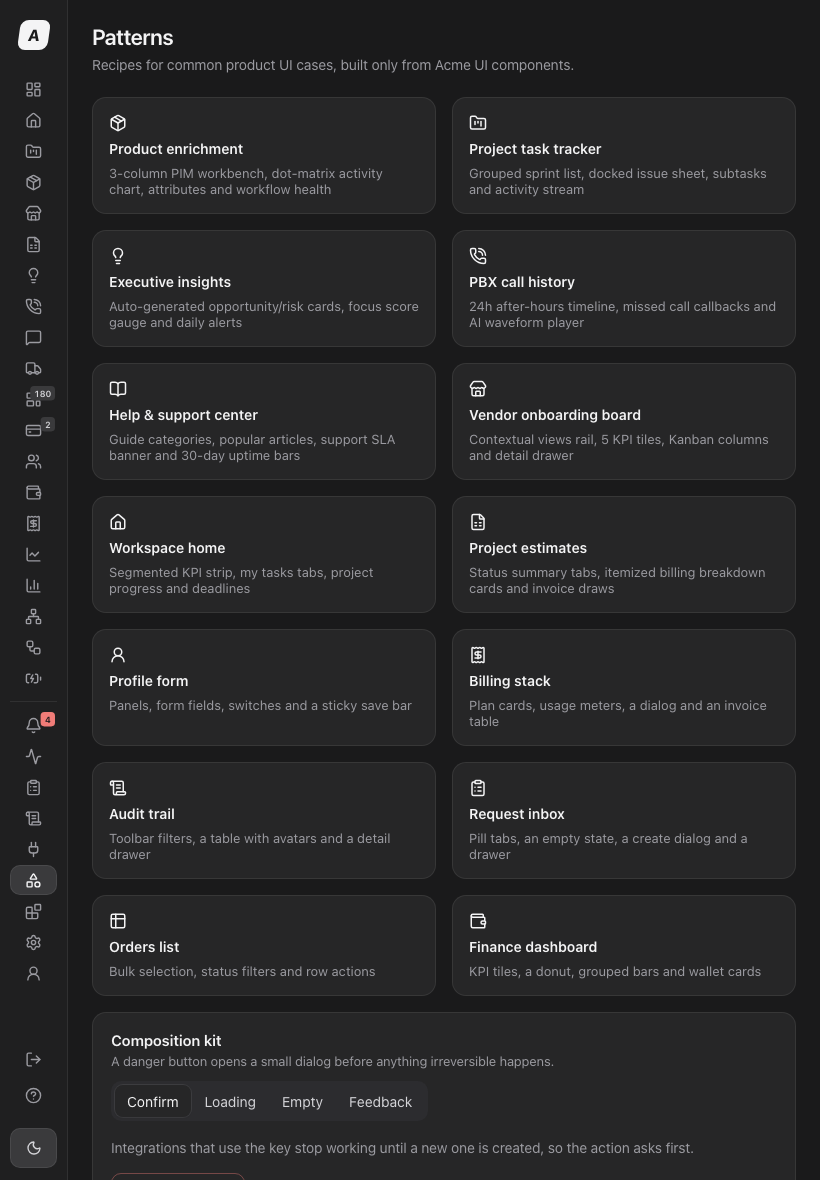 A
Patterns
Recipes for common product UI cases, built only from Acme UI components.
Product enrichment
3-column PIM workbench, dot-matrix activity
chart, attributes and workflow health
Project task tracker
Grouped sprint list, docked issue sheet, subtasks
and activity stream
Executive insights
Auto-generated opportunity/risk cards, focus score
gauge and daily alerts
PBX call history
24h after-hours timeline, missed call callbacks and
AI waveform player
180
2
Help & support center
Guide categories, popular articles, support SLA
banner and 30-day uptime bars
Vendor onboarding board
Contextual views rail, 5 KPI tiles, Kanban columns
and detail drawer
Workspace home
Segmented KPI strip, my tasks tabs, project
progress and deadlines
Project estimates
Status summary tabs, itemized billing breakdown
cards and invoice draws
Profile form
Panels, form fields, switches and a sticky save bar
Billing stack
Plan cards, usage meters, a dialog and an invoice
table
4
Audit trail
Toolbar filters, a table with avatars and a detail
drawer
Request inbox
Pill tabs, an empty state, a create dialog and a
drawer
Orders list
Bulk selection, status filters and row actions
Finance dashboard
KPI tiles, a donut, grouped bars and wallet cards
Composition kit
A danger button opens a small dialog before anything irreversible happens.
Confirm
Loading
Empty
Feedback
Integrations that use the key stop working until a new one is created, so the action asks first.